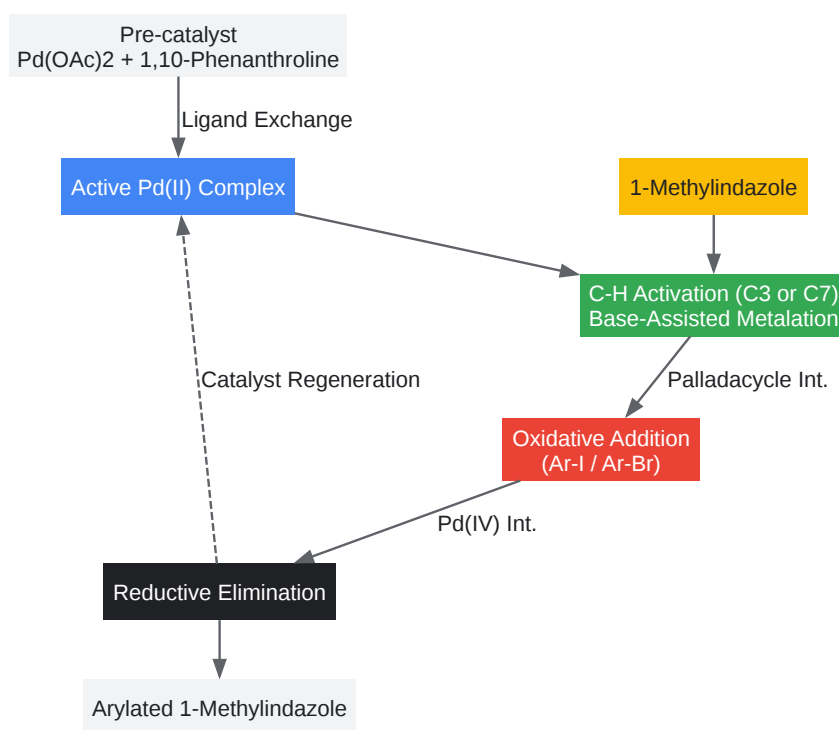 Pre-catalyst
Pd(OAc)2 + 1,10-Phenanthroline
Ligand Exchange
Active Pd(II) Complex
1-Methylindazole
C-H Activation (C3 or C7)
Base-Assisted Metalation
Catalyst Regeneration
Palladacycle Int.
Oxidative Addition
(Ar-I / Ar-Br)
Pd(IV) Int.
Reductive Elimination
Arylated 1-Methylindazole